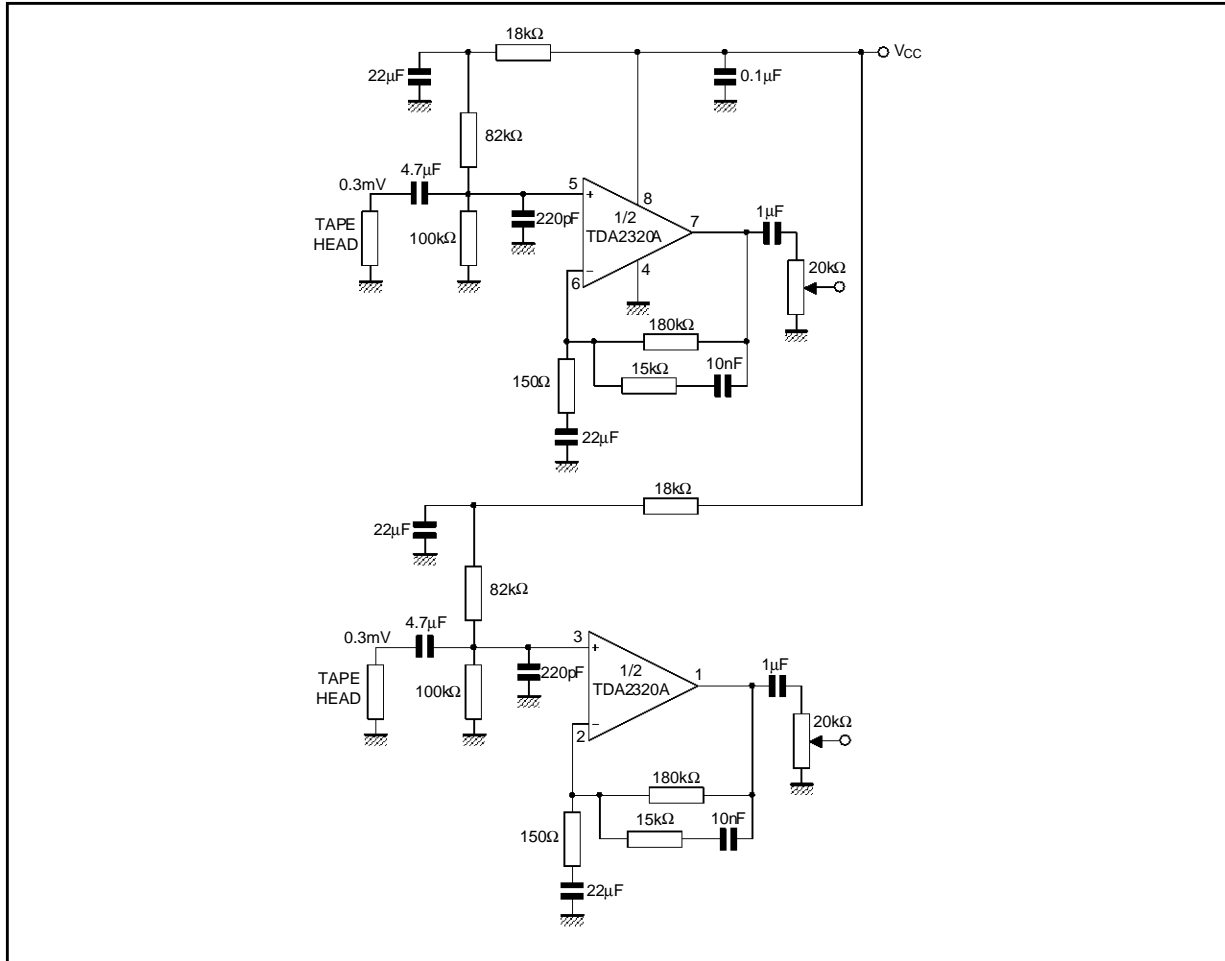 18kΩ
VCC
22µF
0.1µF
82kΩ
4.7µF
0.3mV
5
+
8
1/2
7
1µF
TAPE
HEAD
100kΩ
220pF
TDA2320A
4
20kΩ
−
6
180kΩ
10nF
15kΩ
150Ω
22µF
18kΩ
22µF
82kΩ
4.7µF
0.3mV
3
+
1/2
1
1µF
TAPE
HEAD
100kΩ
220pF
TDA2320A
20kΩ
−
2
180kΩ
15kΩ
10nF
150Ω
22µF